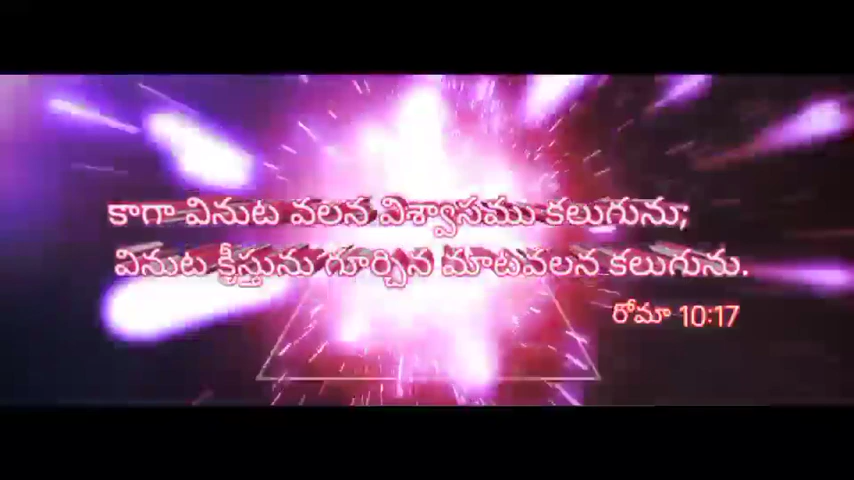 కాగా వినుట వలన విశ్వాసము కలుగును;
వినుట క్రీస్తును గూర్చిన మాటవలన కలుగును.
రోమా 10:17